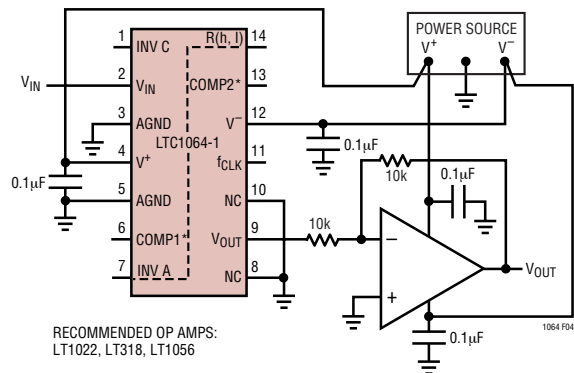 POWER SOURCE
V+ V–
1 INV C R(h, I) 14
VIN 2 VIN COMP2* 13
3 AGND V– 12
LTC1064-1
4 V+ fCLK 11
0.1µF
0.1µF
5 AGND NC 10
10k
0.1µF
6 COMP1* VOUT 9
10k
–
7 INV A NC 8
+
VOUT
0.1µF
RECOMMENDED OP AMPS:
LT1022, LT318, LT1056
1064 F04